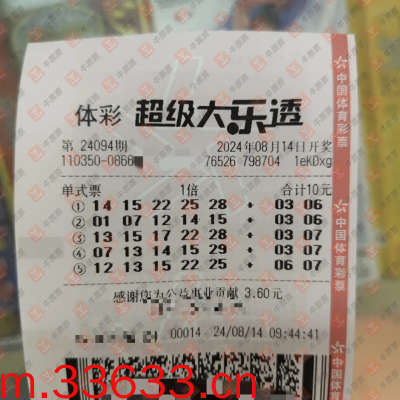 体彩 超级大乐透
第 24094期 2024年08月14日开奖
110350-0866 76526 798704 1eKDxg
单式票 1倍 合计10元
① 14 15 22 25 28 + 03 06
② 01 07 12 14 15 + 03 06
③ 13 15 17 22 28 + 03 07
④ 07 13 14 15 29 + 03 07
⑤ 12 13 15 22 25 + 06 07
感谢您为公益事业贡献 3.60元
00014 24/08/14 09:44:41
中国体育彩票
中国体育彩票
m.33633.cn